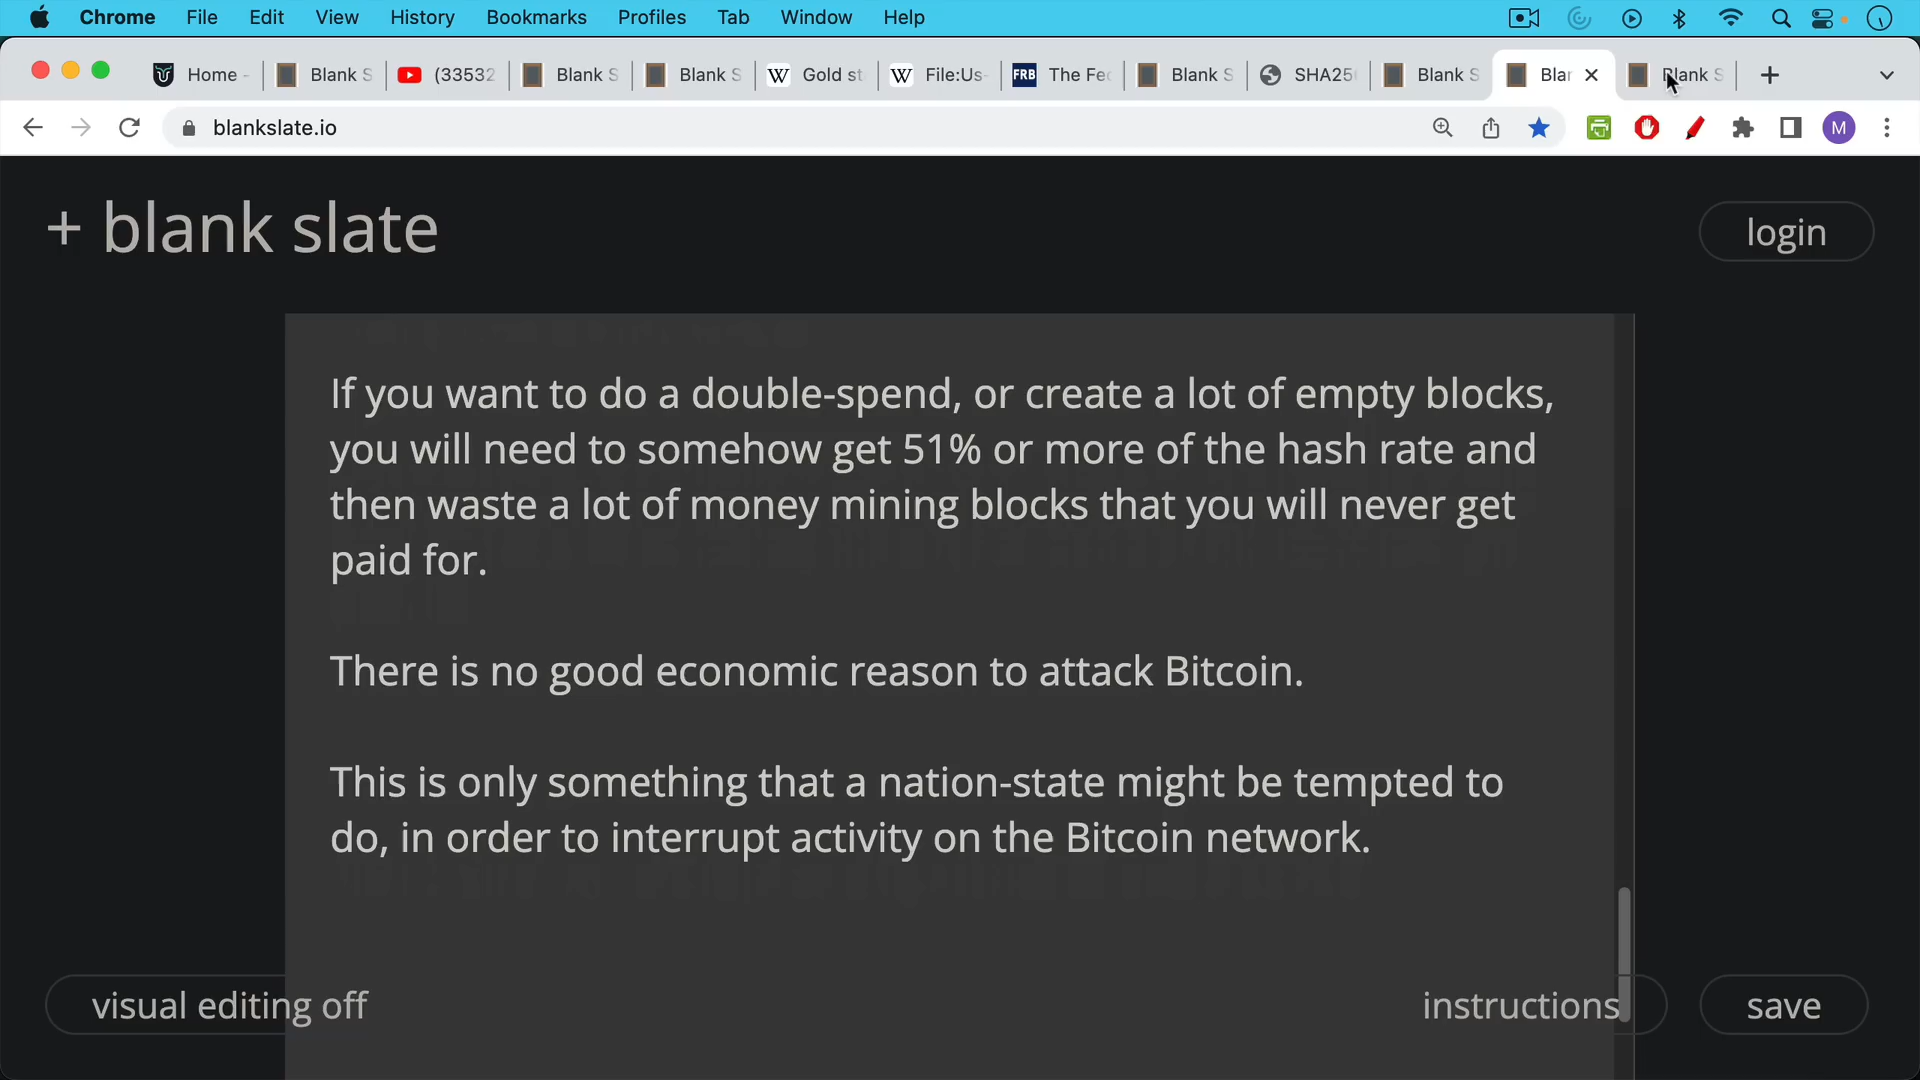 Chrome File Edit View History Bookmarks Profiles Tab Window Help
Home - Blank S (33532 Blank S Blank S Gold st File:Us- FRB The Fed Blank S SHA256 Blank S Blan Blank S
blankslate.io M
+ blank slate login
If you want to do a double-spend, or create a lot of empty blocks,
you will need to somehow get 51% or more of the hash rate and
then waste a lot of money mining blocks that you will never get
paid for.
There is no good economic reason to attack Bitcoin.
This is only something that a nation-state might be tempted to
do, in order to interrupt activity on the Bitcoin network.
visual editing off instructions save